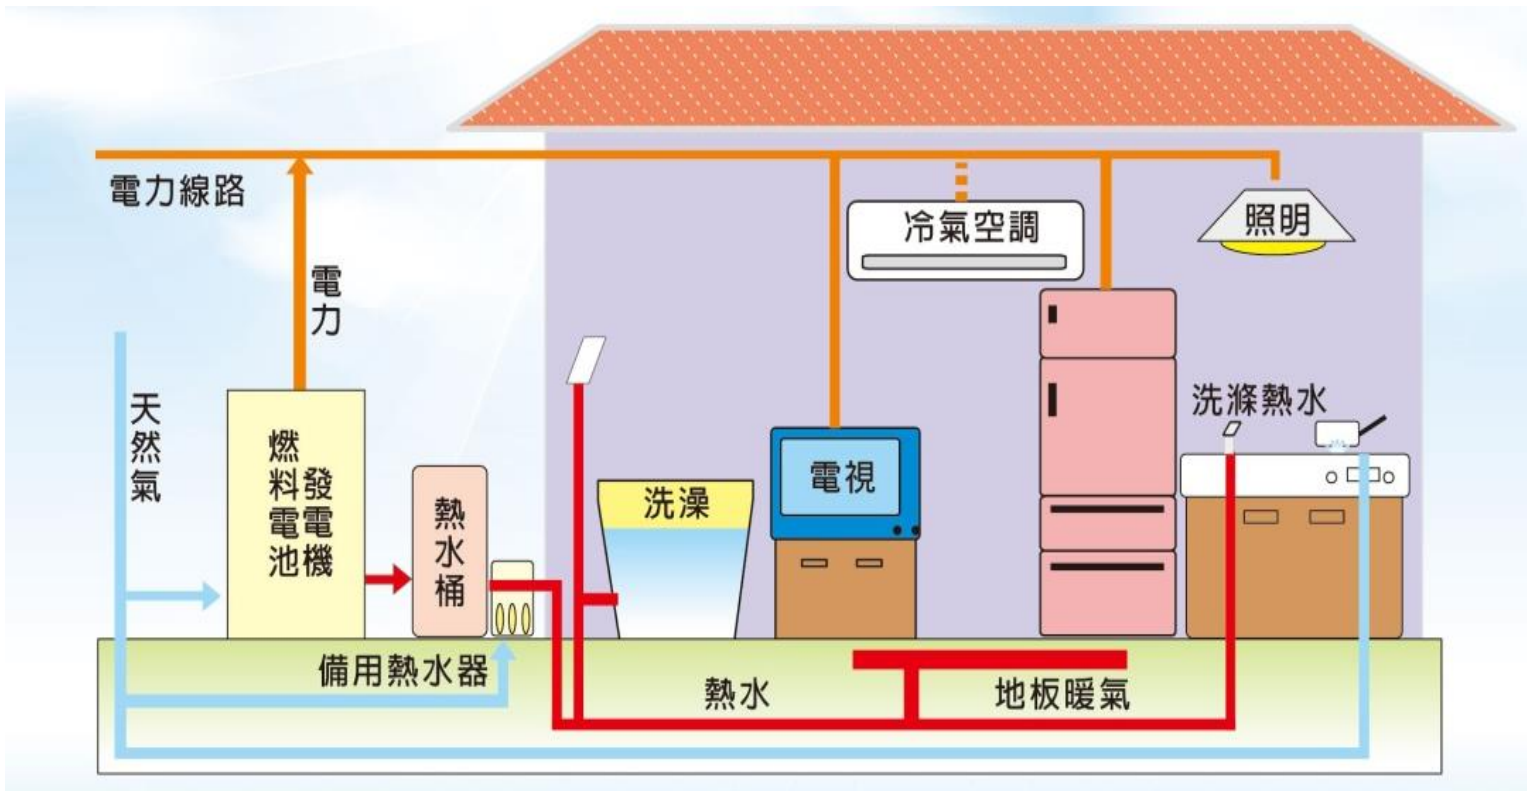 電力線路
冷氣空調
照明
電力
天然氣
燃料電池
發電機
熱水桶
洗澡
電視
洗滌熱水
備用熱水器
熱水
地板暖氣